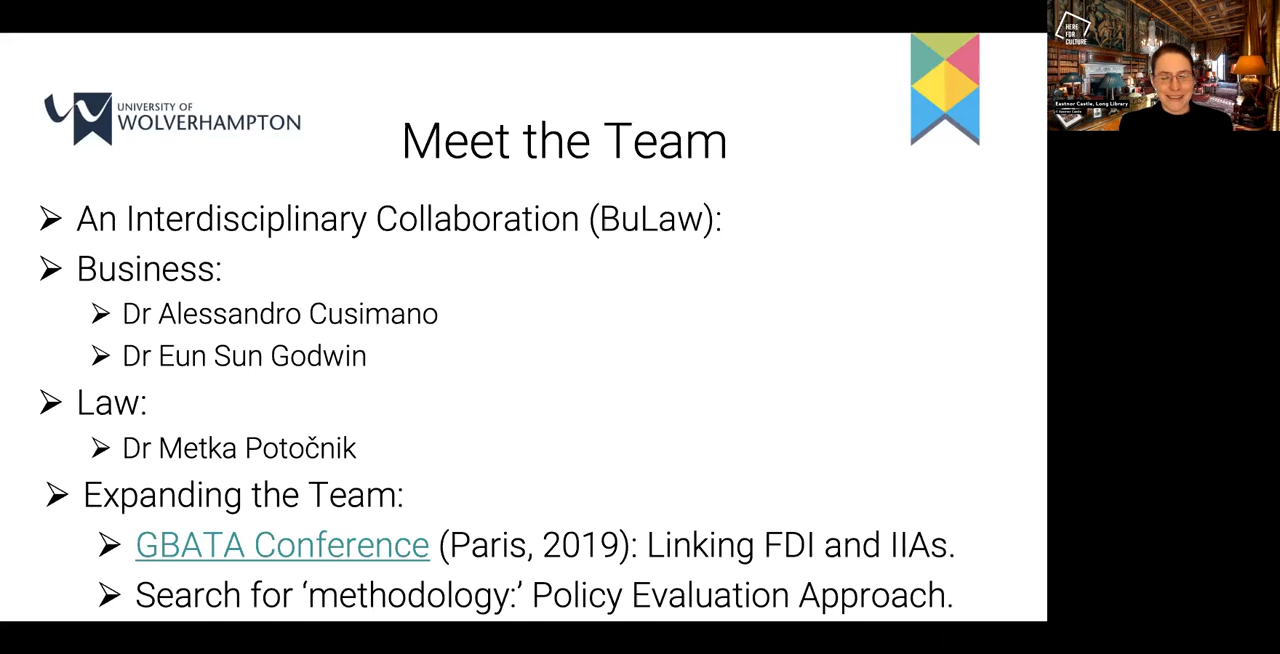 UNIVERSITY OF
WOLVERHAMPTON
Meet the Team
An Interdisciplinary Collaboration (BuLaw):
Business:
Dr Alessandro Cusimano
Dr Eun Sun Godwin
Law:
Dr Metka Potočnik
Expanding the Team:
GBATA Conference (Paris, 2019): Linking FDI and IIAs.
Search for ‘methodology:’ Policy Evaluation Approach.
HERE
FOR
CULTURE
Eastnor Castle, Long Library
© Eastnor Castle